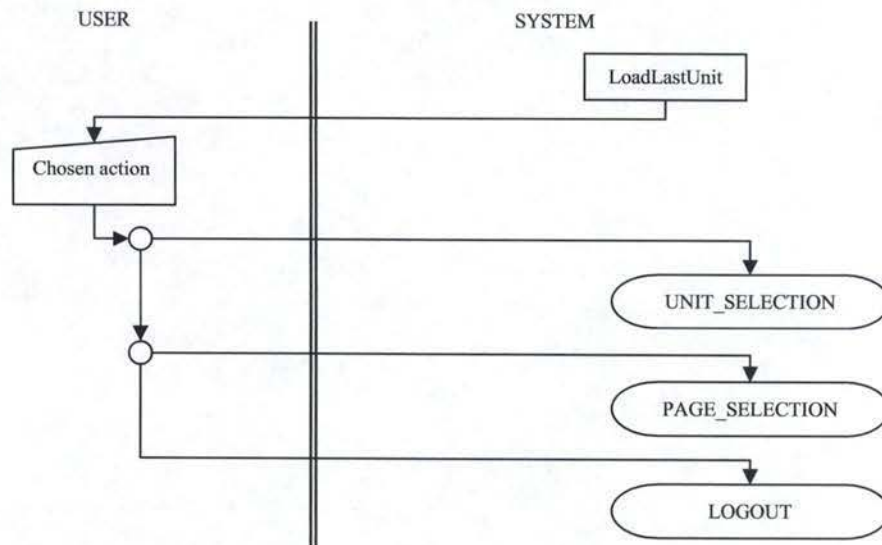 USER
SYSTEM
LoadLastUnit
Chosen action
UNIT_SELECTION
PAGE_SELECTION
LOGOUT